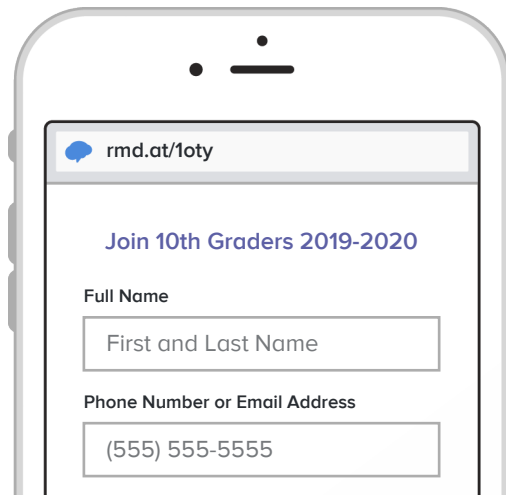 rmd.at/1oty
Join 10th Graders 2019-2020
Full Name
First and Last Name
Phone Number or Email Address
(555) 555-5555